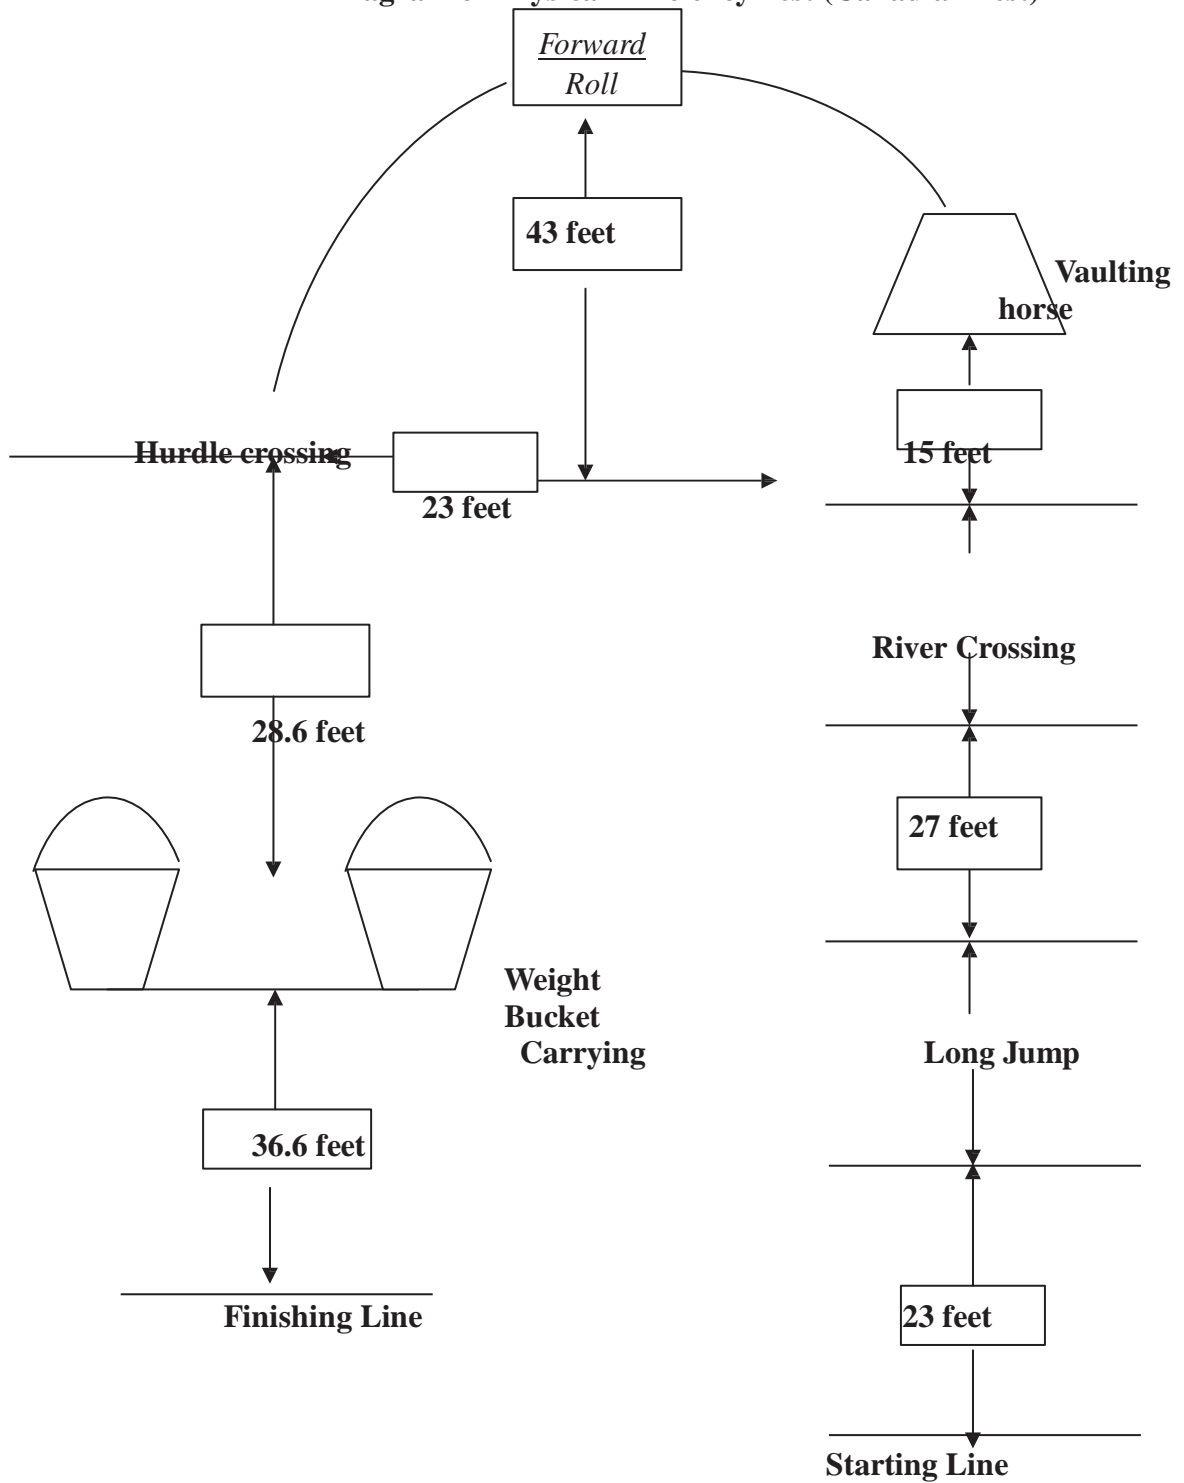 Forward
Roll
43 feet
Vaulting
horse
15 feet
Hurdle crossing
23 feet
River Crossing
28.6 feet
27 feet
Weight
Bucket
Carrying
Long Jump
36.6 feet
Finishing Line
23 feet
Starting Line